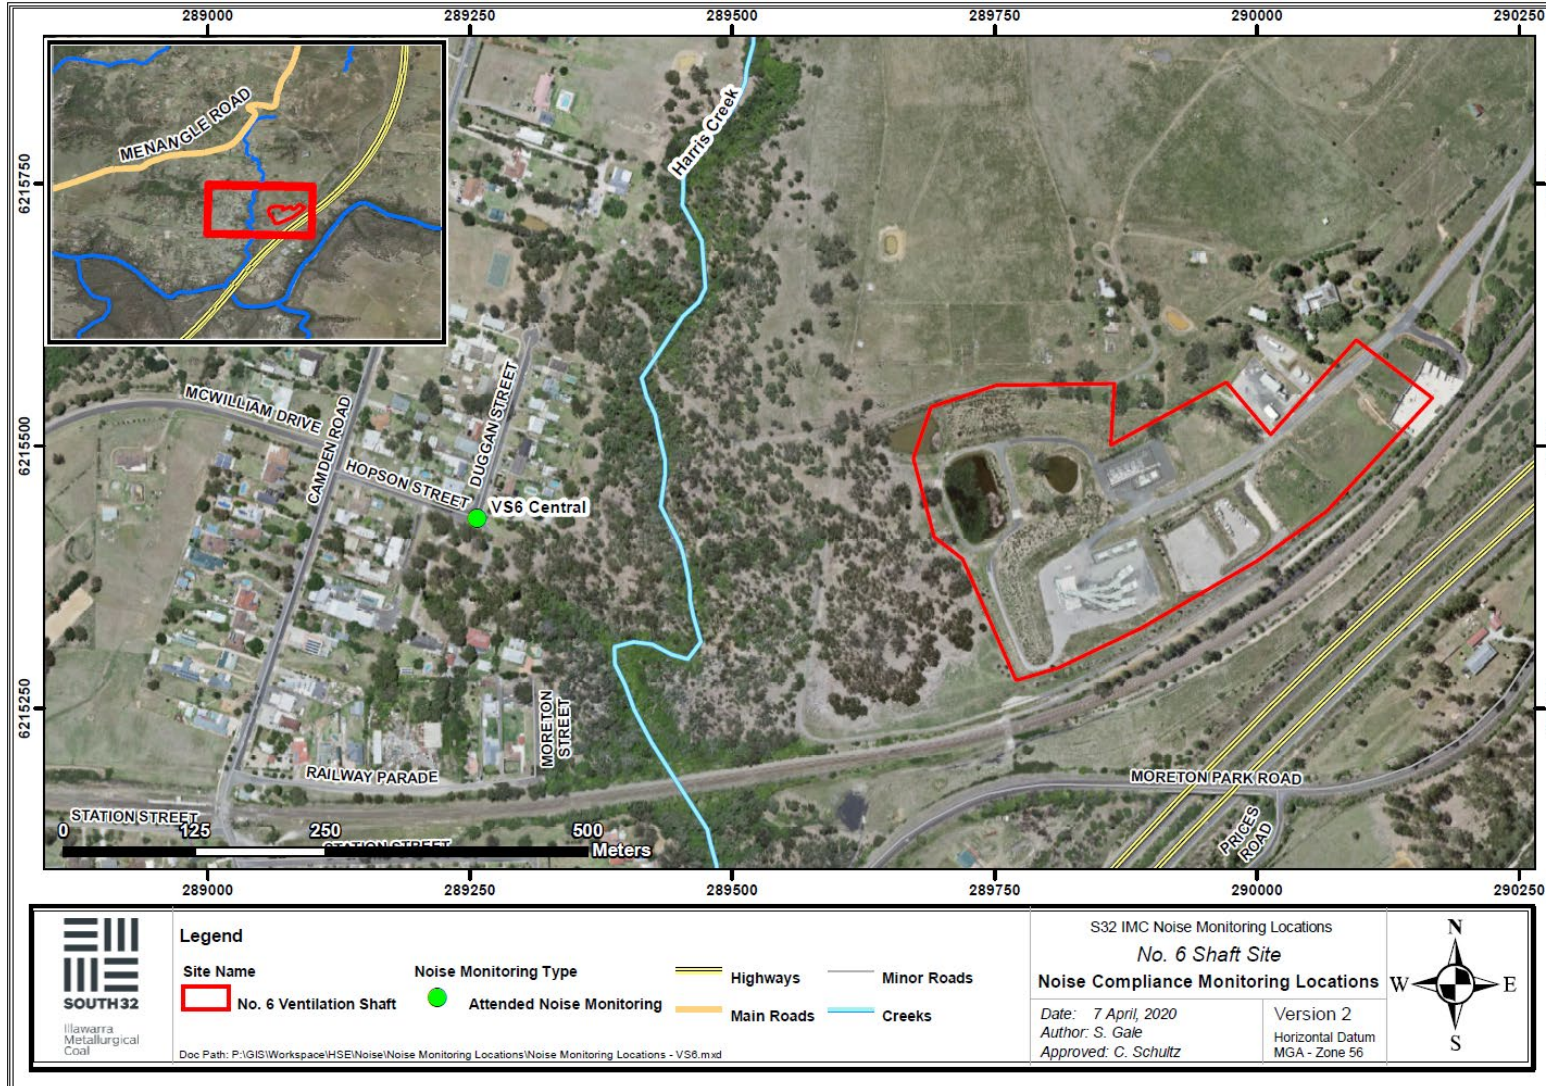 289000 289250 289500 289750 290000 290250
6215750
6215500
6215250
MENANGLE ROAD
Harris Creek
MCWILLIAM DRIVE
CAMDEN ROAD
HOPSON STREET
DUGGAN STREET
VS6 Central
MORETON
STREET
RAILWAY PARADE
STATION STREET
STATION STREET
MORETON PARK ROAD
PRICES
ROAD
0 125 250 500
Meters
289000 289250 289500 289750 290000 290250
SOUTH32
Illawarra
Metallurgical
Coal
Legend
Site Name
No. 6 Ventilation Shaft
Noise Monitoring Type
Attended Noise Monitoring
Highways
Main Roads
Minor Roads
Creeks
Doc Path: P:\GIS\Workspace\HSE\Noise\Noise Monitoring Locations\Noise Monitoring Locations - VS6.mxd
S32 IMC Noise Monitoring Locations
No. 6 Shaft Site
Noise Compliance Monitoring Locations
Date: 7 April, 2020
Author: S. Gale
Approved: C. Schultz
Version 2
Horizontal Datum
MGA - Zone 56
N
W E
S